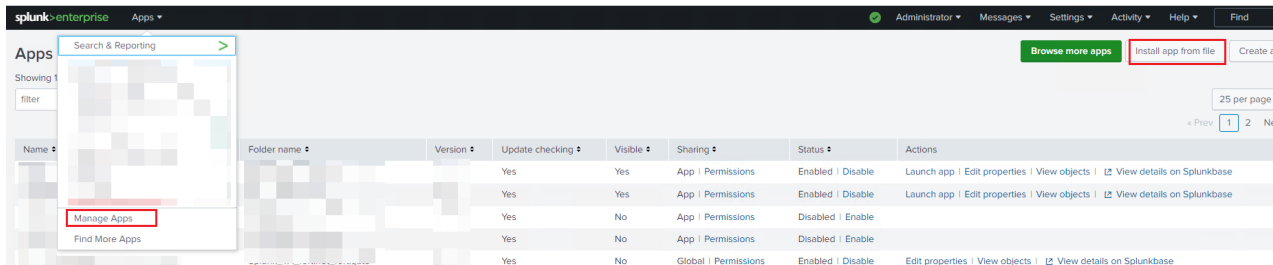 splunk>enterprise Apps ▾ Administrator ▾ Messages ▾ Settings ▾ Activity ▾ Help ▾ Find
Apps Search & Reporting > Browse more apps Install app from file Create a
Showing 1
filter 25 per page
« Prev 1 2 Ne
Name Folder name Version Update checking Visible Sharing Status Actions
Yes Yes App | Permissions Enabled | Disable Launch app | Edit properties | View objects | View details on Splunkbase
Yes Yes App | Permissions Enabled | Disable Launch app | Edit properties | View objects | View details on Splunkbase
Manage Apps Yes No App | Permissions Disabled | Enable
Find More Apps Yes No App | Permissions Disabled | Enable
Yes No Global | Permissions Enabled | Disable Edit properties | View objects | View details on Splunkbase